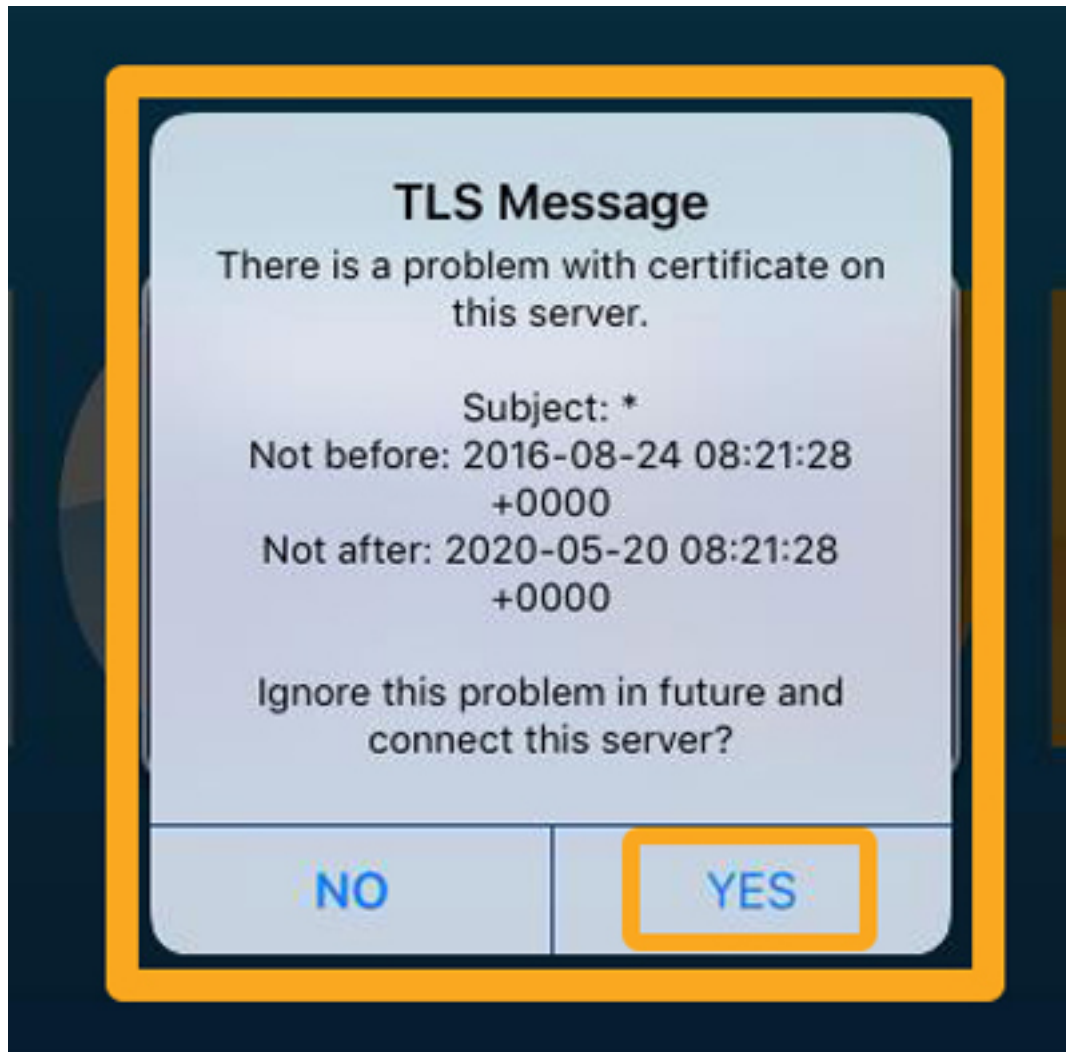 TLS Message
There is a problem with certificate on
this server.
Subject: *
Not before: 2016-08-24 08:21:28
+0000
Not after: 2020-05-20 08:21:28
+0000
Ignore this problem in future and
connect this server?
NO
YES